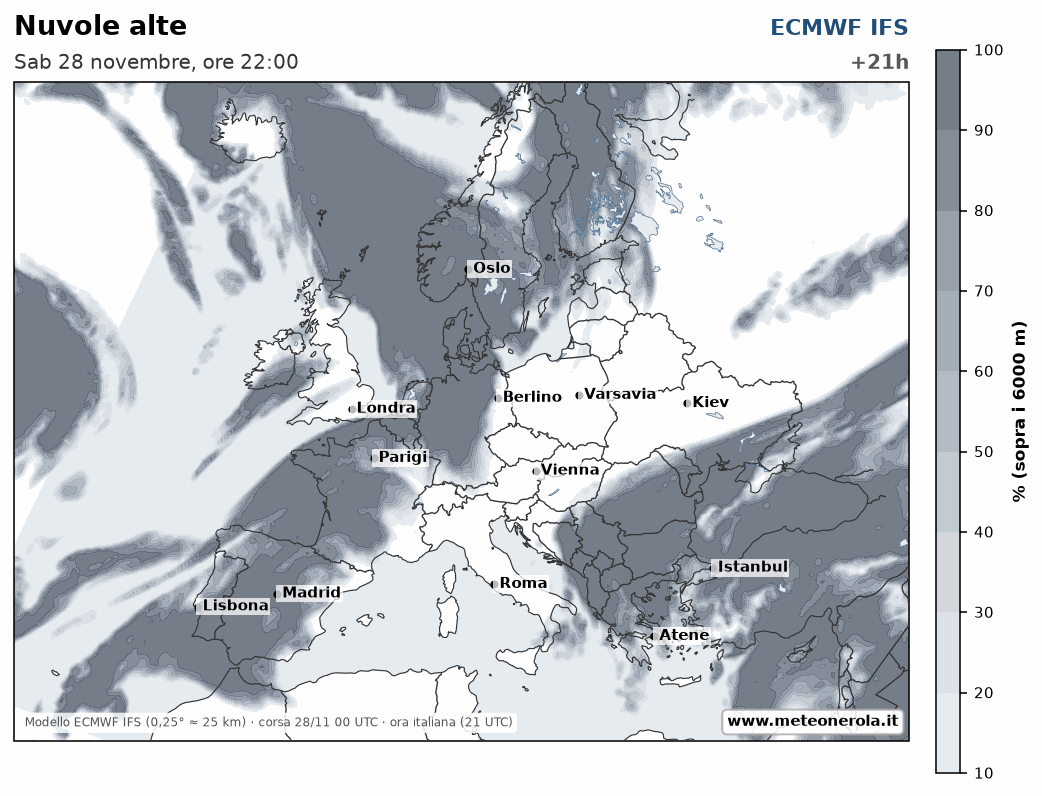 Nuvole alte
ECMWF IFS
Sab 28 novembre, ore 22:00
+21h
Oslo
Londra
Berlino
Varsavia
Kiev
Parigi
Vienna
Istanbul
Roma
Madrid
Lisbona
Atene
Modello ECMWF IFS (0,25° ≈ 25 km) · corsa 28/11 00 UTC · ora italiana (21 UTC)
www.meteonerola.it
100
90
80
70
60
50
40
30
20
10
% (sopra i 6000 m)